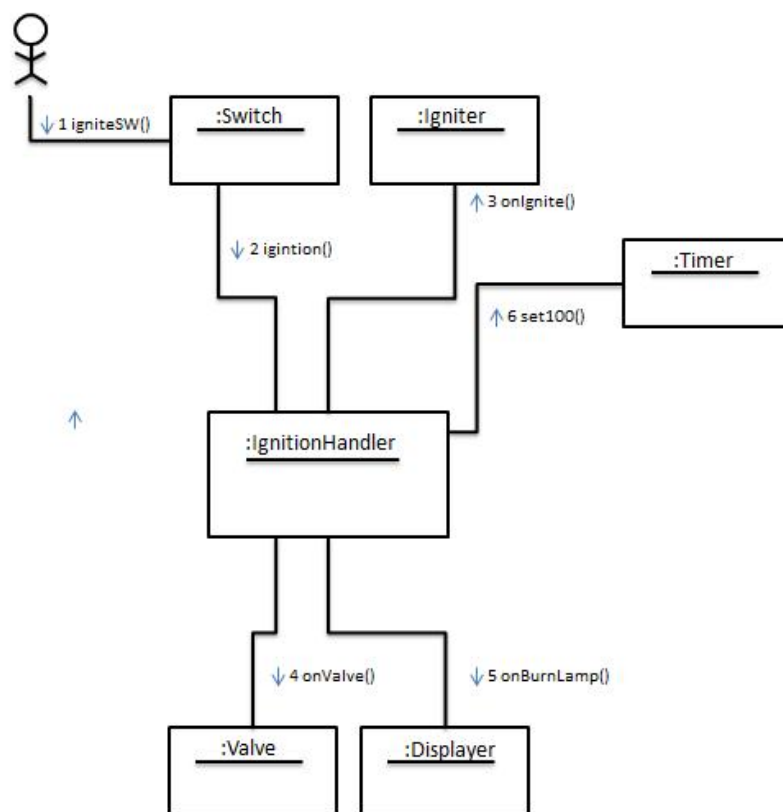 :Switch
:Igniter
1 igniteSW()
3 onIgnite()
2 igintion()
:Timer
6 set100()
:IgnitionHandler
4 onValve()
5 onBurnLamp()
:Valve
:Displayer